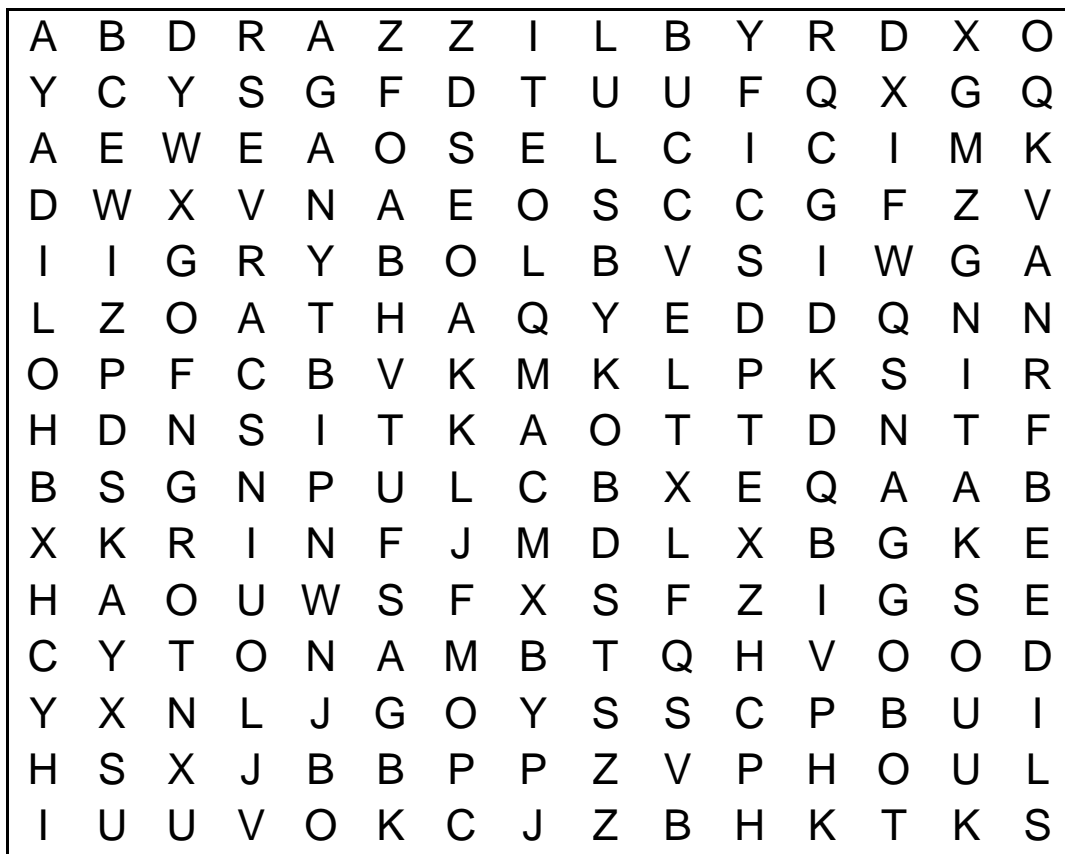 A B D R A Z Z I L B Y R D X O
Y C Y S G F D T U U F Q X G Q
A E W E A O S E L C I C I M K
D W X V N A E O S C C G F Z V
I I G R Y B O L B V S I W G A
L Z O A T H A Q Y E D D Q N N
O P F C B V K M K L P K S I R
H D N S I T K A O T T D N T F
B S G N P U L C B X E Q A A B
X K R I N F J M D L X B G K E
H A O U W S F X S F Z I G S E
C Y T O N A M B T Q H V O O D
Y X N L J G O Y S S C P B U I
H S X J B B P P Z V P H O U L
I U U V O K C J Z B H K T K S